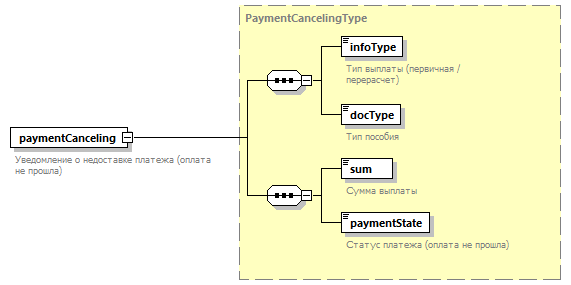 PaymentCancelingType
infoType
Тип выплаты (первичная /
перерасчет)
docType
Тип пособия
paymentCanceling
Уведомление о недоставке платежа (оплата
не прошла)
sum
Сумма выплаты
paymentState
Статус платежа (оплата не прошла)